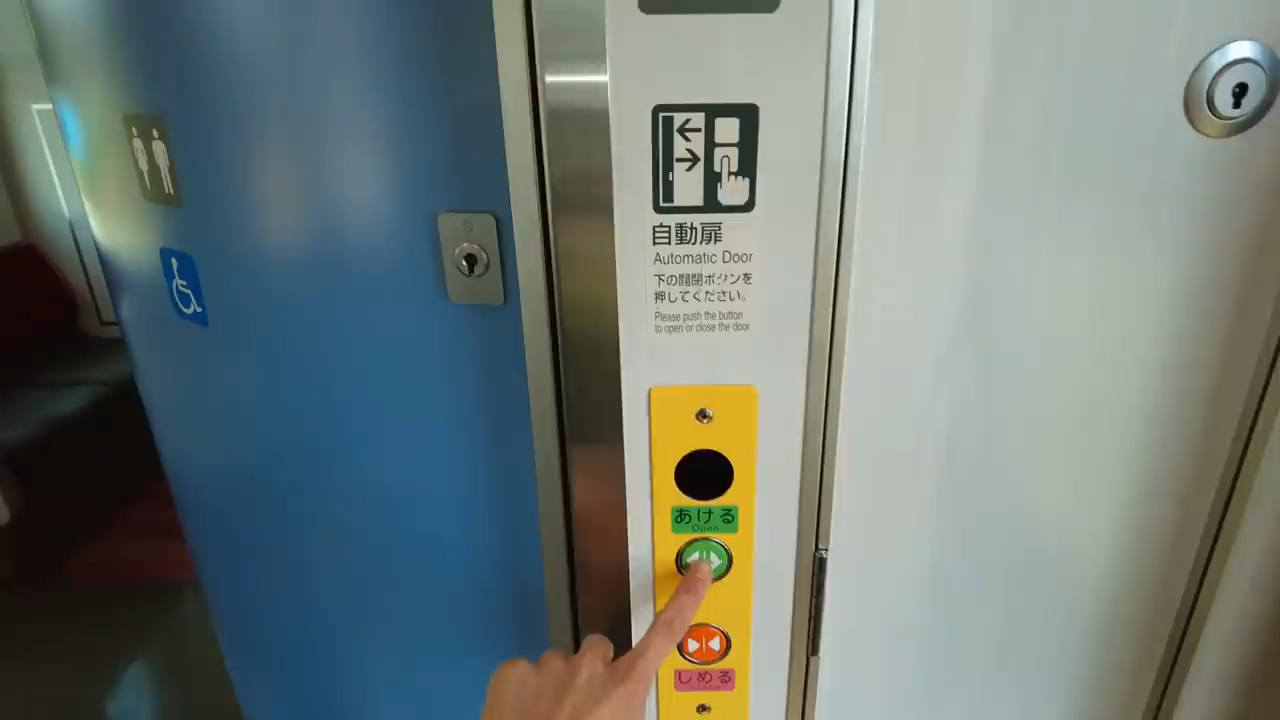 自動扉
Automatic Door
下の開閉ボタンを
押してください。
Please push the button
to open or close the door
あける
Open
しめる